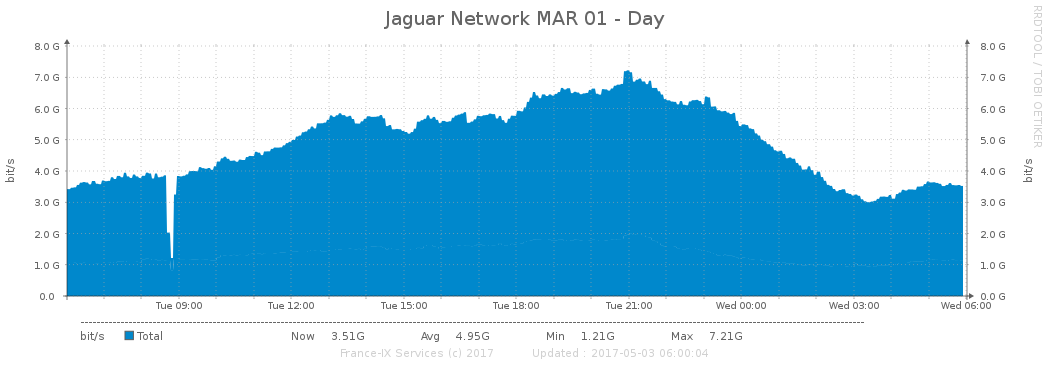 Jaguar Network MAR 01 - Day
RRDTOOL / TOBI OETIKER
8.0 G 8.0 G
7.0 G 7.0 G
6.0 G 6.0 G
5.0 G 5.0 G
4.0 G 4.0 G
3.0 G 3.0 G
2.0 G 2.0 G
1.0 G 1.0 G
0.0 0.0 G
bit/s
bit/s
Tue 09:00 Tue 12:00 Tue 15:00 Tue 18:00 Tue 21:00 Wed 00:00 Wed 03:00 Wed 06:00
bit/s Total Now 3.51G Avg 4.95G Min 1.21G Max 7.21G
France-IX Services (c) 2017 Updated : 2017-05-03 06:00:04